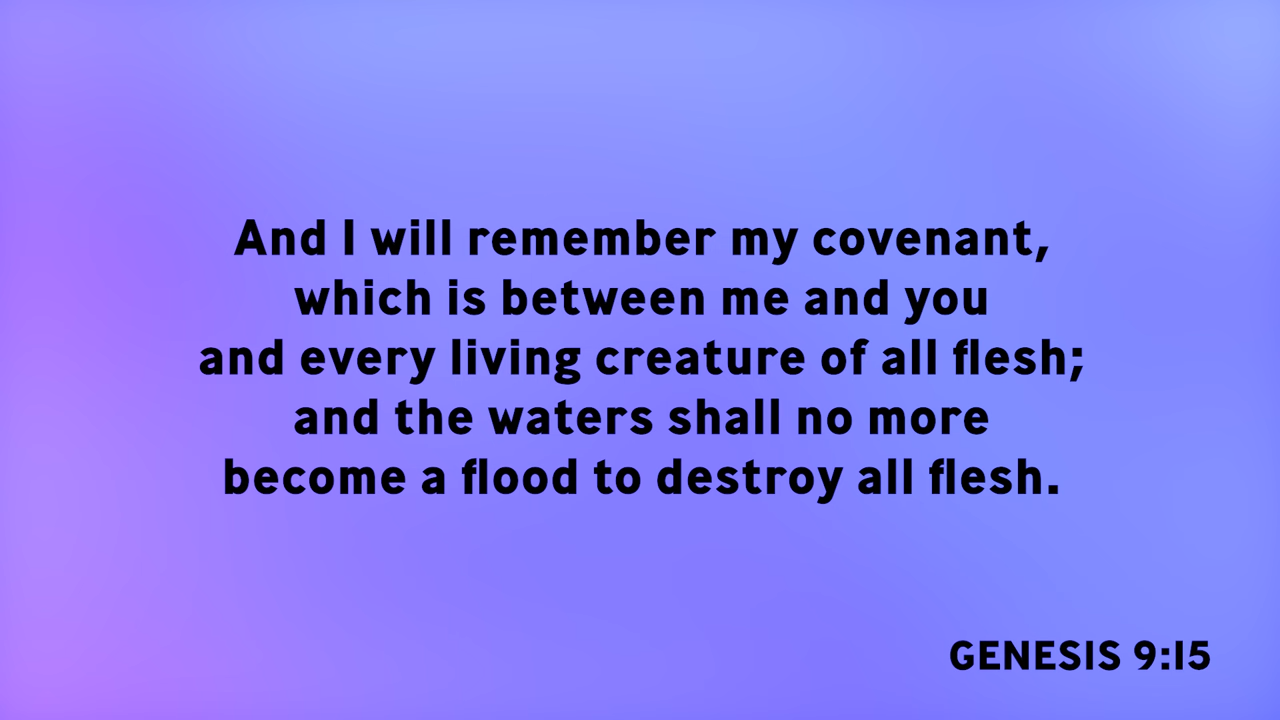 And I will remember my covenant,
which is between me and you
and every living creature of all flesh;
and the waters shall no more
become a flood to destroy all flesh.
GENESIS 9:15